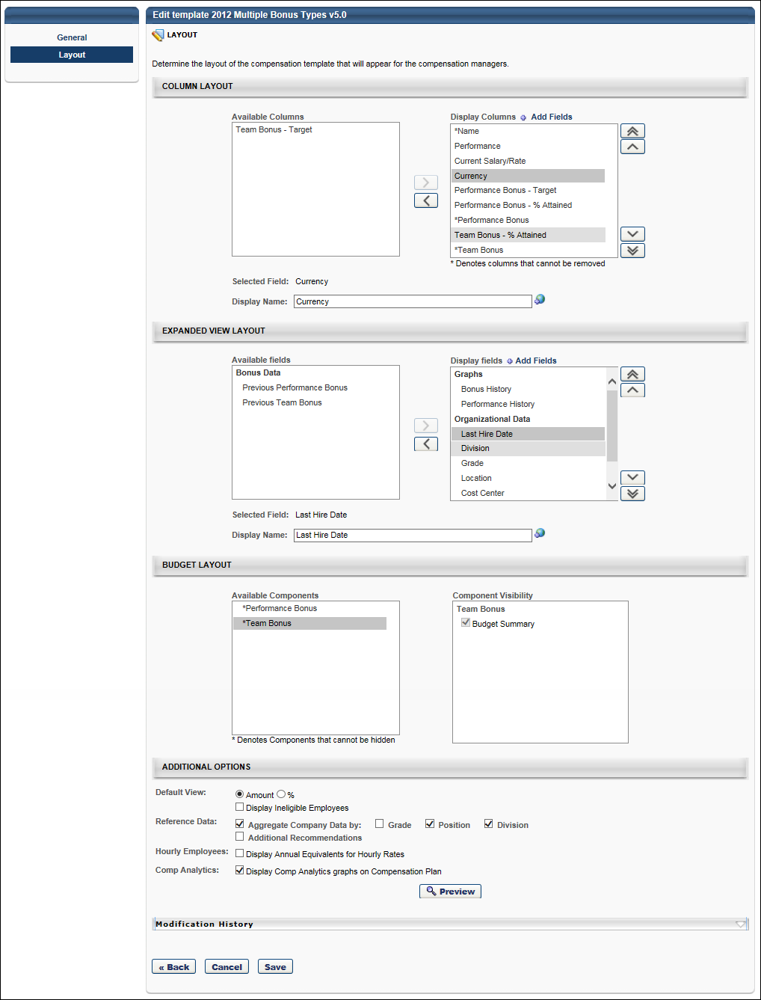 Edit template 2012 Multiple Bonus Types v5.0
General
Layout
LAYOUT
Determine the layout of the compensation template that will appear for the compensation managers.
COLUMN LAYOUT
Available Columns
Team Bonus - Target
Display Columns Add Fields
*Name
Performance
Current Salary/Rate
Currency
Performance Bonus - Target
Performance Bonus - % Attained
*Performance Bonus
Team Bonus - % Attained
*Team Bonus
* Denotes columns that cannot be removed
Selected Field: Currency
Display Name: Currency
EXPANDED VIEW LAYOUT
Available fields
Bonus Data
Previous Performance Bonus
Previous Team Bonus
Display fields Add Fields
Graphs
Bonus History
Performance History
Organizational Data
Last Hire Date
Division
Grade
Location
Cost Center
Selected Field: Last Hire Date
Display Name: Last Hire Date
BUDGET LAYOUT
Available Components
*Performance Bonus
*Team Bonus
* Denotes Components that cannot be hidden
Component Visibility
Team Bonus
Budget Summary
ADDITIONAL OPTIONS
Default View: Amount %
Display Ineligible Employees
Reference Data: Aggregate Company Data by: Grade Position Division
Additional Recommendations
Hourly Employees: Display Annual Equivalents for Hourly Rates
Comp Analytics: Display Comp Analytics graphs on Compensation Plan
Preview
Modification History
« Back Cancel Save